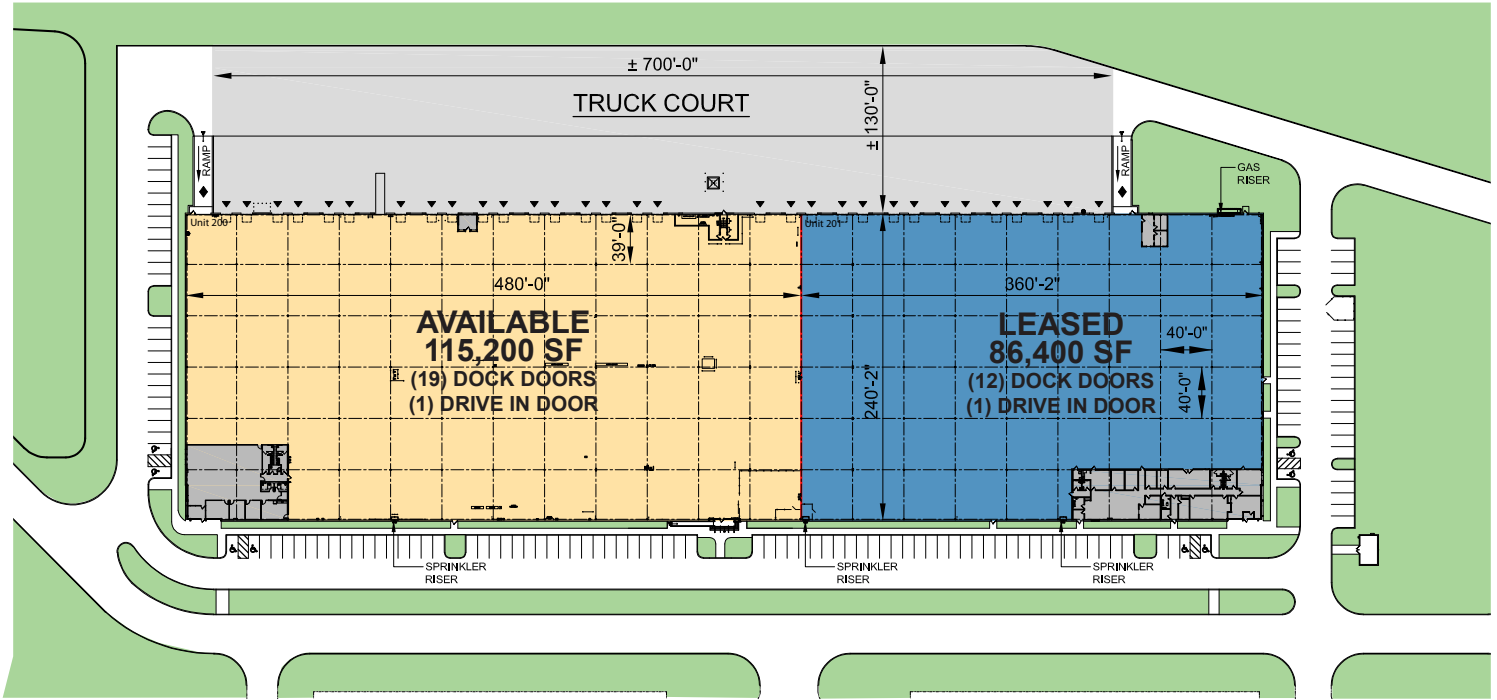 ± 700'-0"
TRUCK COURT
± 130'-0"
RAMP
RAMP
GAS
RISER
Unit 200
Unit 201
39'-0"
480'-0"
360'-2"
AVAILABLE
115,200 SF
(19) DOCK DOORS
(1) DRIVE IN DOOR
LEASED
86,400 SF
(12) DOCK DOORS
(1) DRIVE IN DOOR
40'-0"
40'-0"
240'-2"
SPRINKLER
RISER
SPRINKLER
RISER
SPRINKLER
RISER